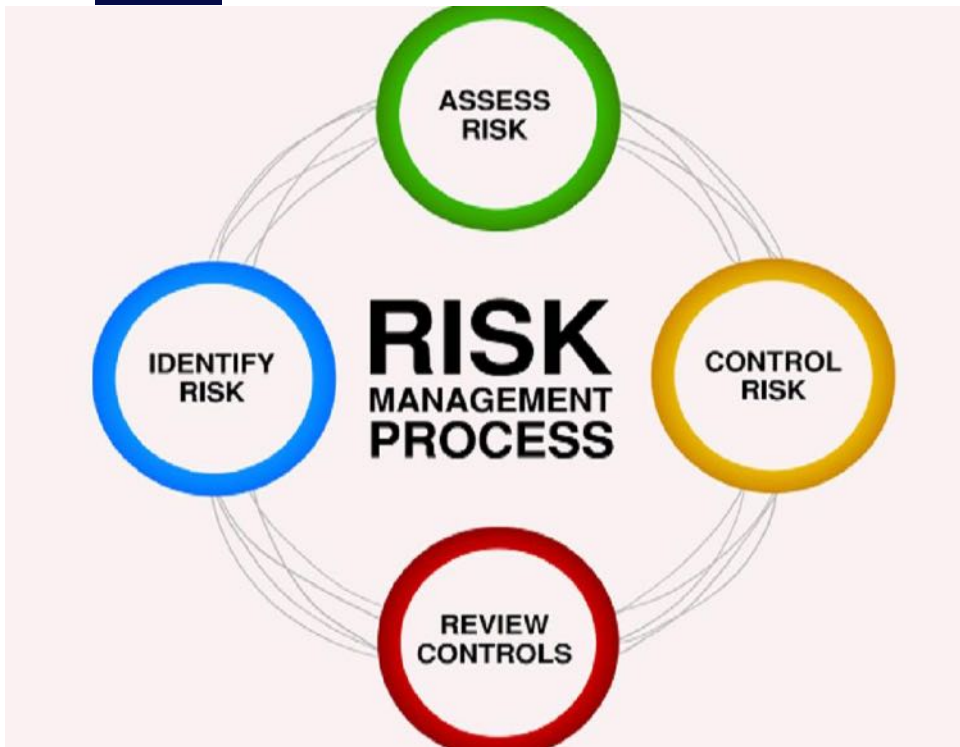 ASSESS
RISK
IDENTIFY
RISK
RISK
MANAGEMENT
PROCESS
CONTROL
RISK
REVIEW
CONTROLS